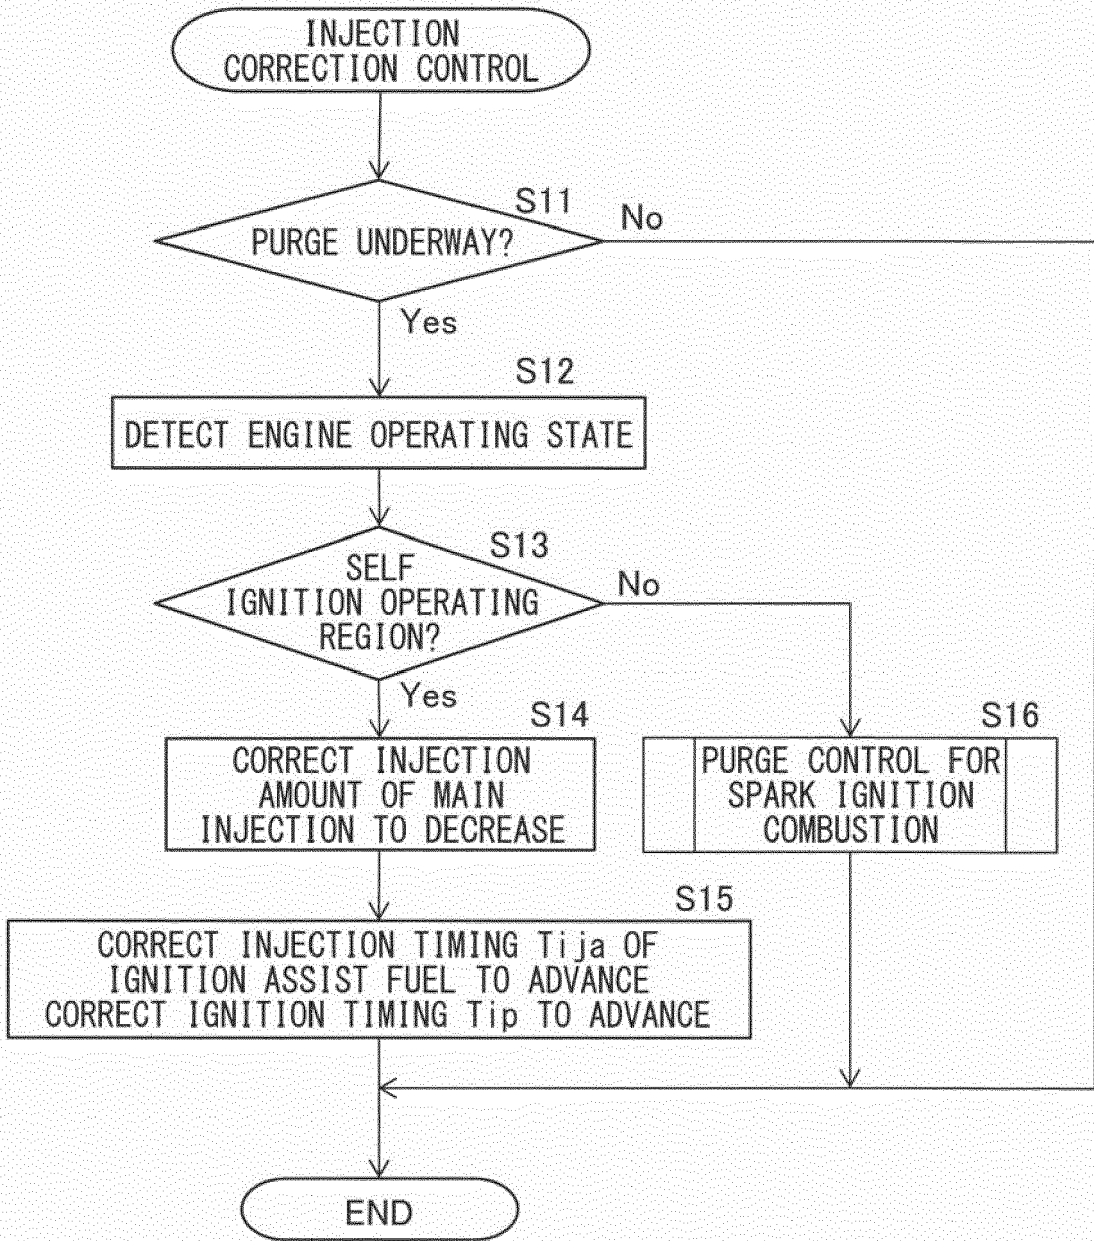 INJECTION
CORRECTION CONTROL
S11
No
PURGE UNDERWAY?
Yes
S12
DETECT ENGINE OPERATING STATE
S13
SELF
IGNITION OPERATING
REGION?
No
Yes
S14
S16
CORRECT INJECTION
AMOUNT OF MAIN
INJECTION TO DECREASE
PURGE CONTROL FOR
SPARK IGNITION
COMBUSTION
S15
CORRECT INJECTION TIMING Tija OF
IGNITION ASSIST FUEL TO ADVANCE
CORRECT IGNITION TIMING Tip TO ADVANCE
END